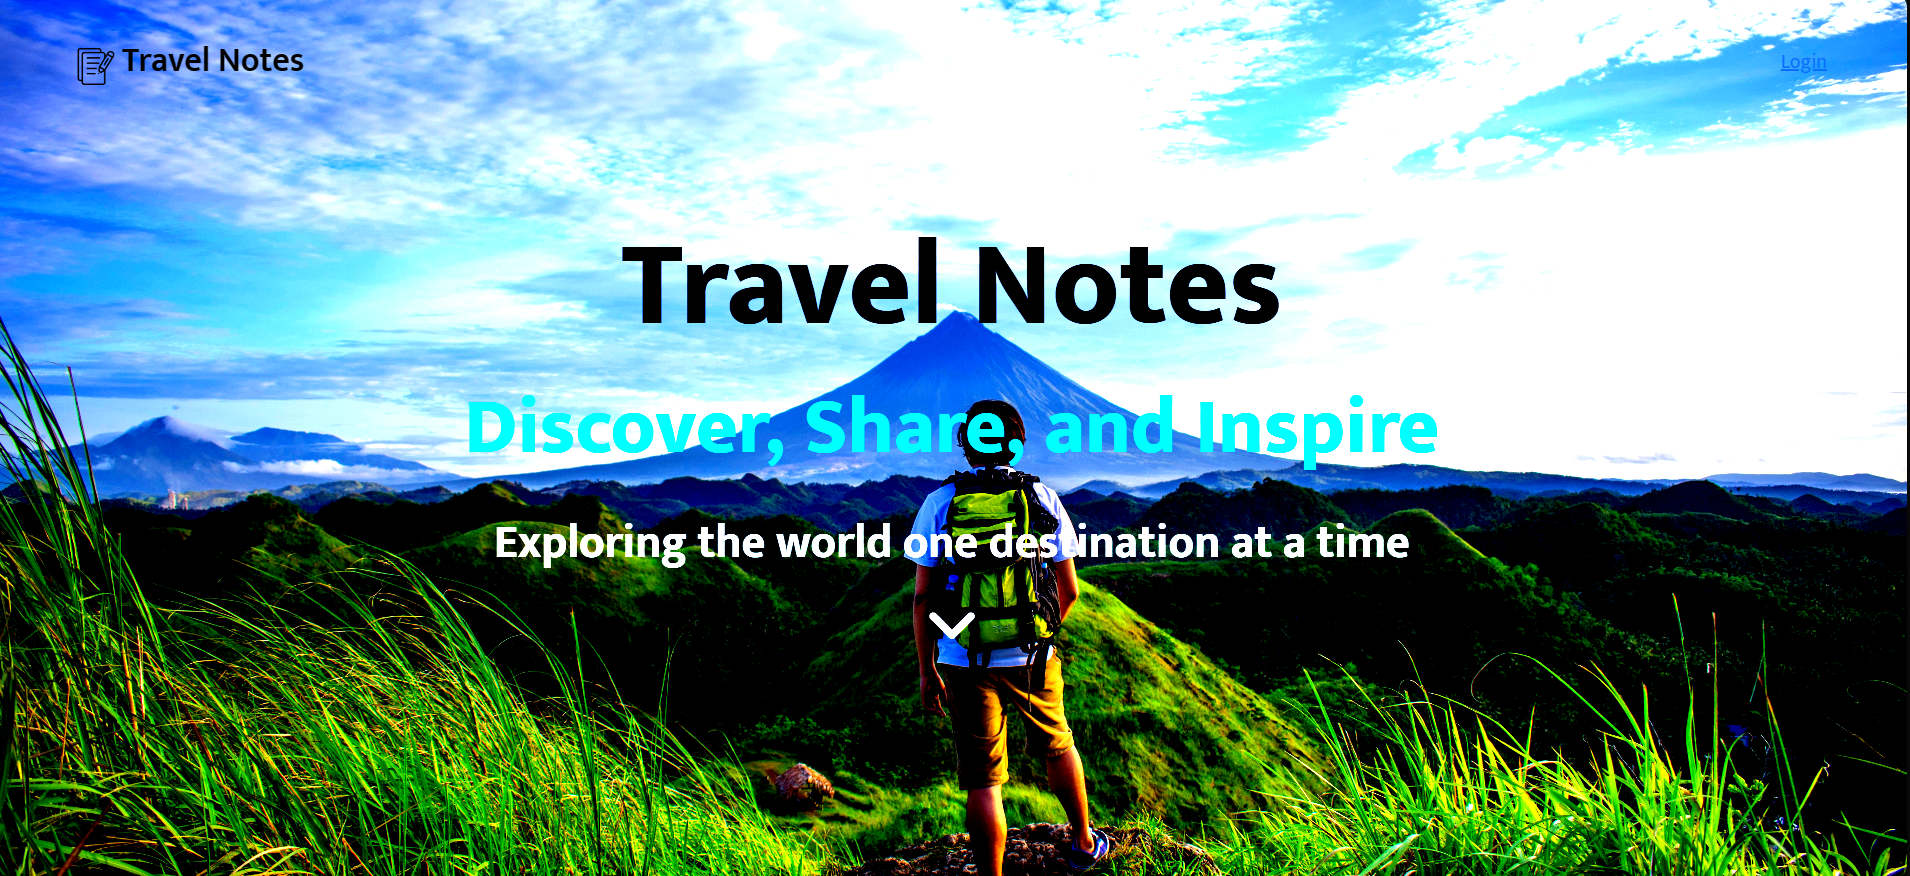 Travel Notes
Login
Travel Notes
Discover, Share, and Inspire
Exploring the world one destination at a time